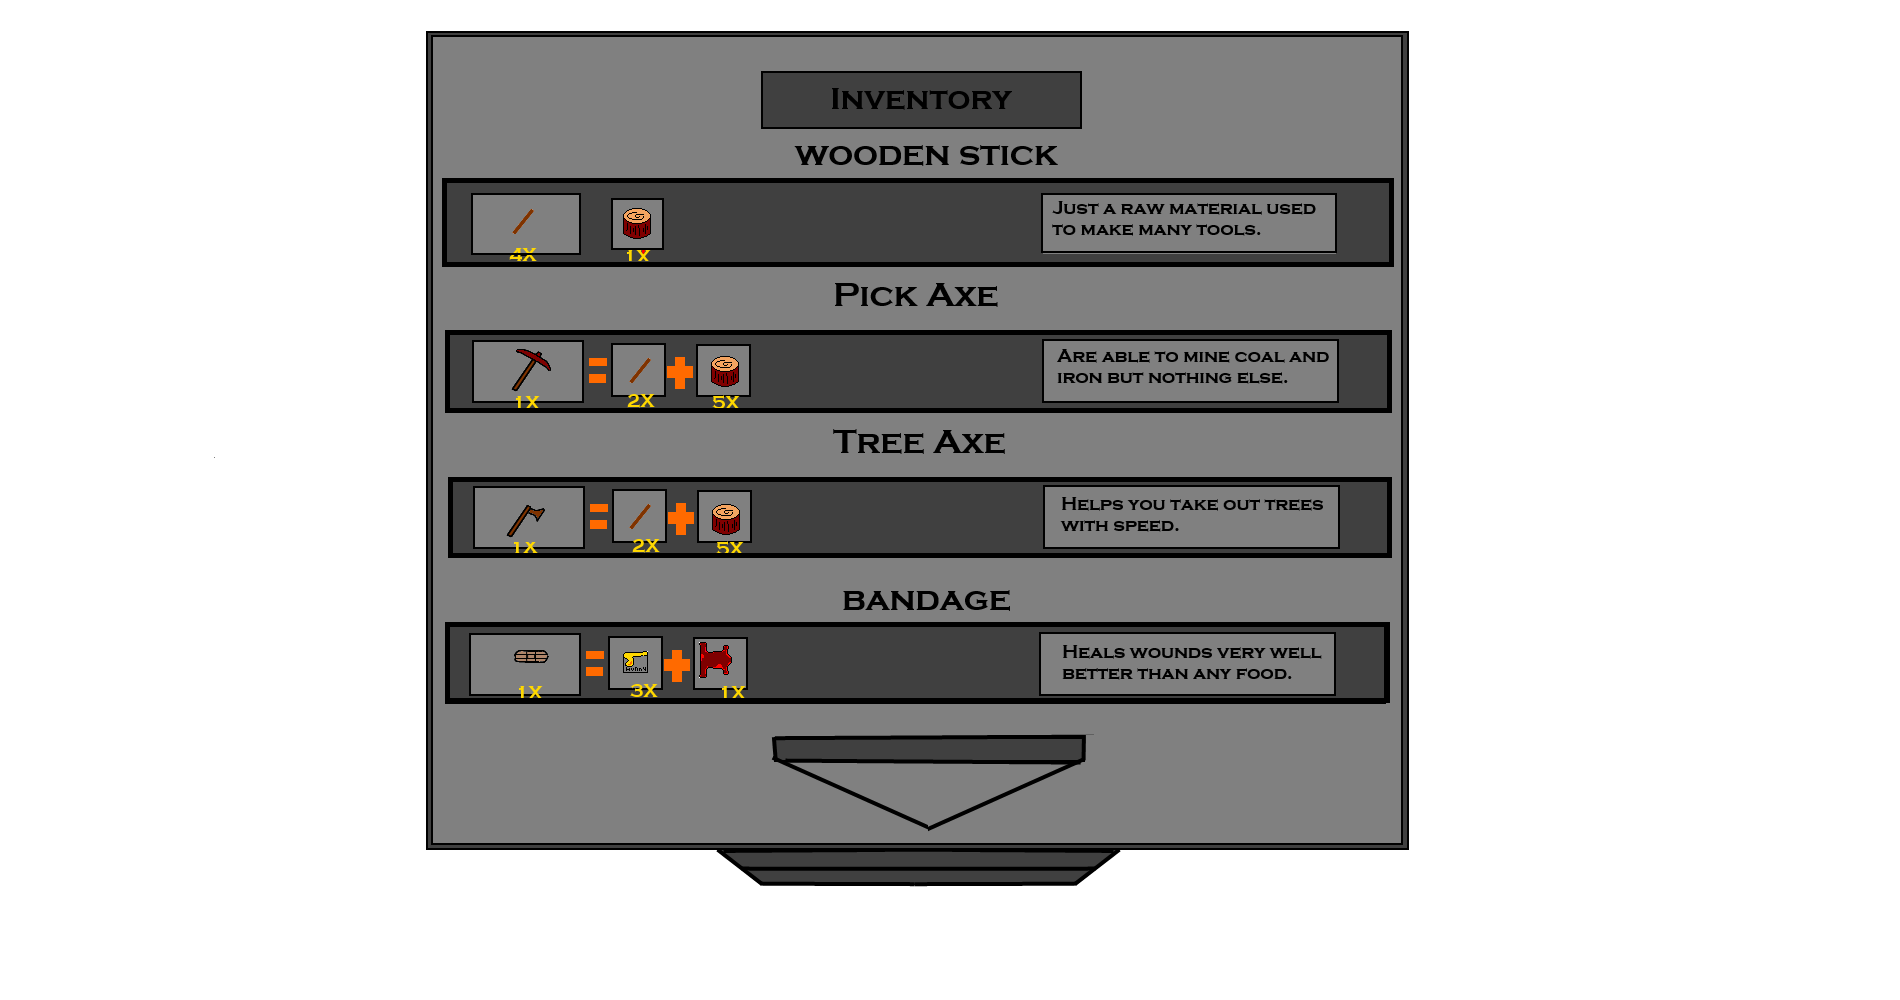 Inventory
WOODEN STICK
4X 1X
Just a raw material used
to make many tools.
Pick Axe
1X = 2X + 5X
Are able to mine coal and
iron but nothing else.
Tree Axe
1X = 2X + 5X
Helps you take out trees
with speed.
BANDAGE
Hunny
1X = 3X + 1X
Heals wounds very well
better than any food.